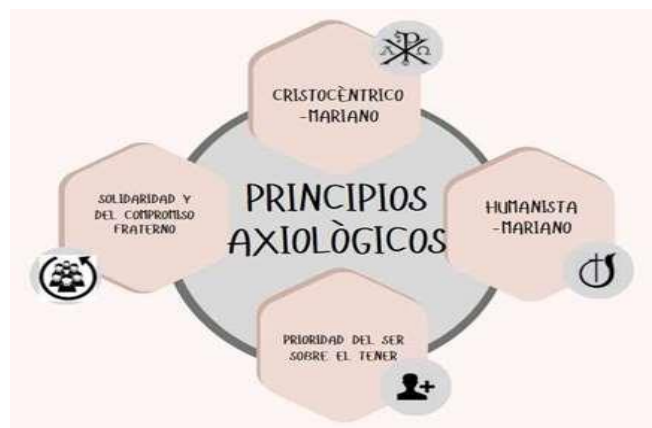 CRISTOCÈNTRICO
-MARIANO
PRINCIPIOS
AXIOLÒGICOS
SOLIDARIDAD Y
DEL COMPROMISO
FRATERNO
HUMANISTA
-MARIANO
PRIORIDAD DEL SER
SOBRE EL TENER